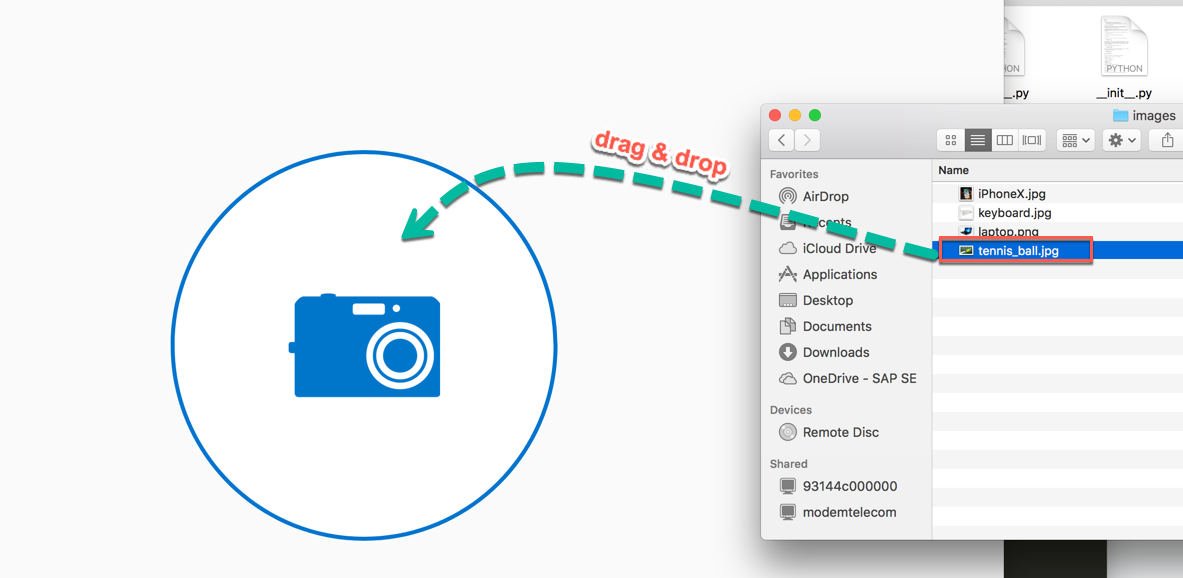 PYTHON
__.py
__init__.py
images
drag & drop
Favorites
AirDrop
Recents
iCloud Drive
Applications
Desktop
Documents
Downloads
OneDrive - SAP SE
Devices
Remote Disc
Shared
93144c000000
modemtelecom
Name
iPhoneX.jpg
keyboard.jpg
laptop.png
tennis_ball.jpg